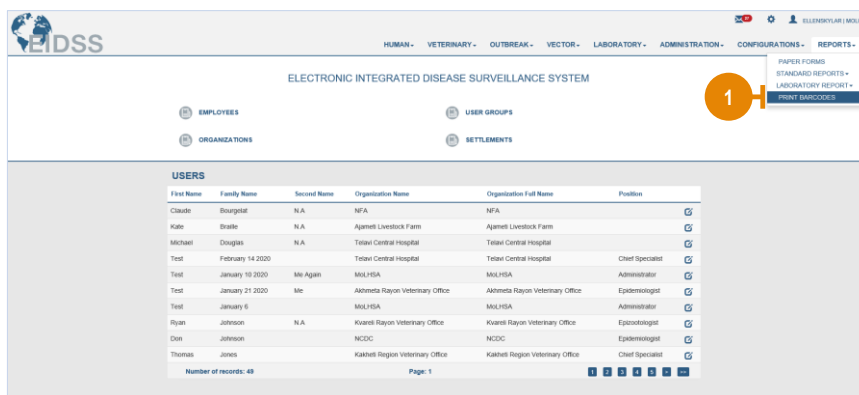 EIDSS
ELLENSKYLAR | MOL
HUMAN VETERINARY OUTBREAK VECTOR LABORATORY ADMINISTRATION CONFIGURATIONS REPORTS
PAPER FORMS
STANDARD REPORTS
LABORATORY REPORT
PRINT BARCODES
1
ELECTRONIC INTEGRATED DISEASE SURVEILLANCE SYSTEM
EMPLOYEES USER GROUPS
ORGANIZATIONS SETTLEMENTS
USERS
First Name Family Name Second Name Organization Name Organization Full Name Position
Claude Bourgelat N.A NFA NFA
Kate Braille N.A Ajameti Livestock Farm Ajameti Livestock Farm
Michael Douglas N.A Telavi Central Hospital Telavi Central Hospital
Test February 14 2020 Telavi Central Hospital Telavi Central Hospital Chief Specialist
Test January 10 2020 Me Again MoLHSA MoLHSA Administrator
Test January 21 2020 Me Akhmeta Rayon Veterinary Office Akhmeta Rayon Veterinary Office Epidemiologist
Test January 6 MoLHSA MoLHSA Administrator
Ryan Johnson N.A Kvareli Rayon Veterinary Office Kvareli Rayon Veterinary Office Epizootologist
Don Johnson NCDC NCDC Epidemiologist
Thomas Jones Kakheti Region Veterinary Office Kakheti Region Veterinary Office Chief Specialist
Number of records: 49 Page: 1 1 2 3 4 5 > >>